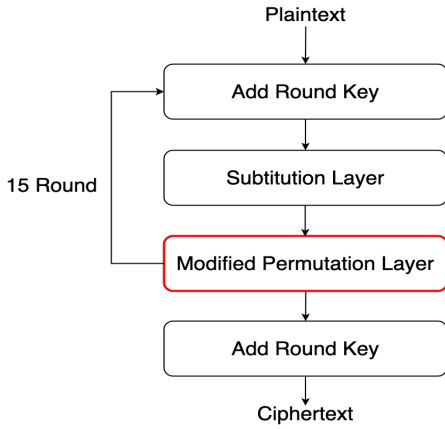 Plaintext
Add Round Key
15 Round
Subtitution Layer
Modified Permutation Layer
Add Round Key
Ciphertext